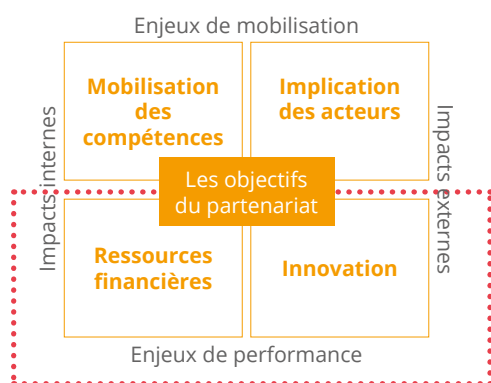 Enjeux de mobilisation
Mobilisation
des
compétences
Implication
des acteurs
Impacts internes
Impacts externes
Les objectifs
du partenariat
Ressources
financières
Innovation
Enjeux de performance